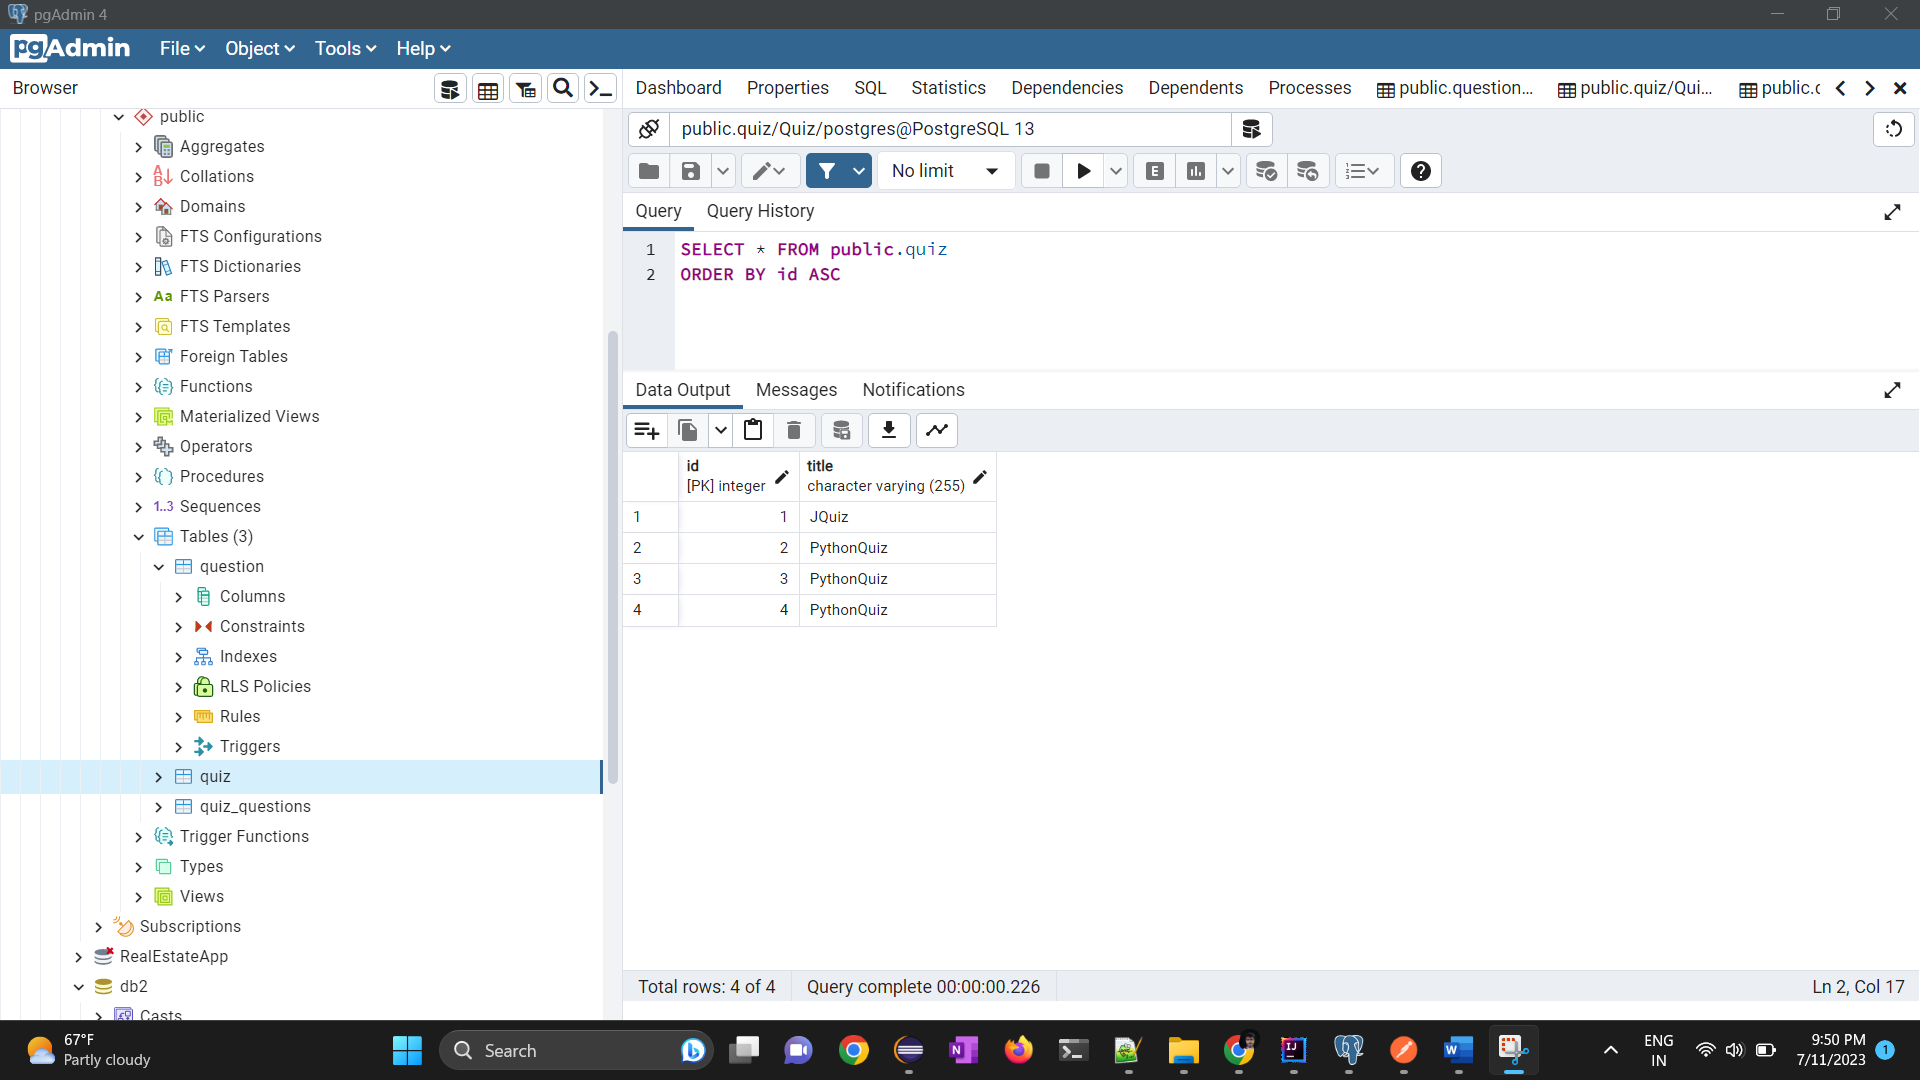 pgAdmin 4
pgAdmin File Object Tools Help
Browser
public
Aggregates
Collations
Domains
FTS Configurations
FTS Dictionaries
Aa FTS Parsers
FTS Templates
Foreign Tables
Functions
Materialized Views
Operators
Procedures
1..3 Sequences
Tables (3)
question
Columns
Constraints
Indexes
RLS Policies
Rules
Triggers
quiz
quiz_questions
Trigger Functions
Types
Views
Subscriptions
RealEstateApp
db2
Casts
Dashboard Properties SQL Statistics Dependencies Dependents Processes public.question... public.quiz/Qui... public.c
public.quiz/Quiz/postgres@PostgreSQL 13
No limit E
Query Query History
1 SELECT * FROM public.quiz
2 ORDER BY id ASC
Data Output Messages Notifications
id title
[PK] integer character varying (255)
1 1 JQuiz
2 2 PythonQuiz
3 3 PythonQuiz
4 4 PythonQuiz
Total rows: 4 of 4 Query complete 00:00:00.226 Ln 2, Col 17
67°F
Partly cloudy
Search
N
IJ
W
ENG
IN
9:50 PM
7/11/2023
1